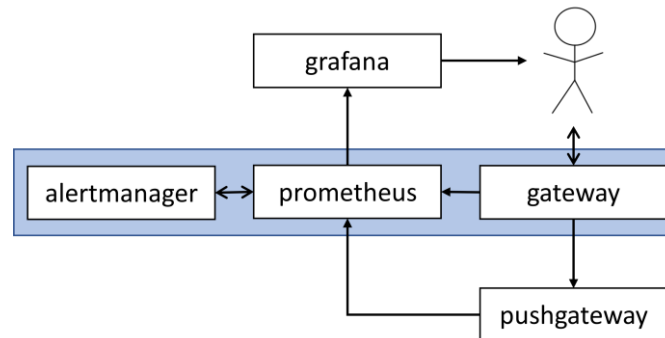 grafana
alertmanager
prometheus
gateway
pushgateway